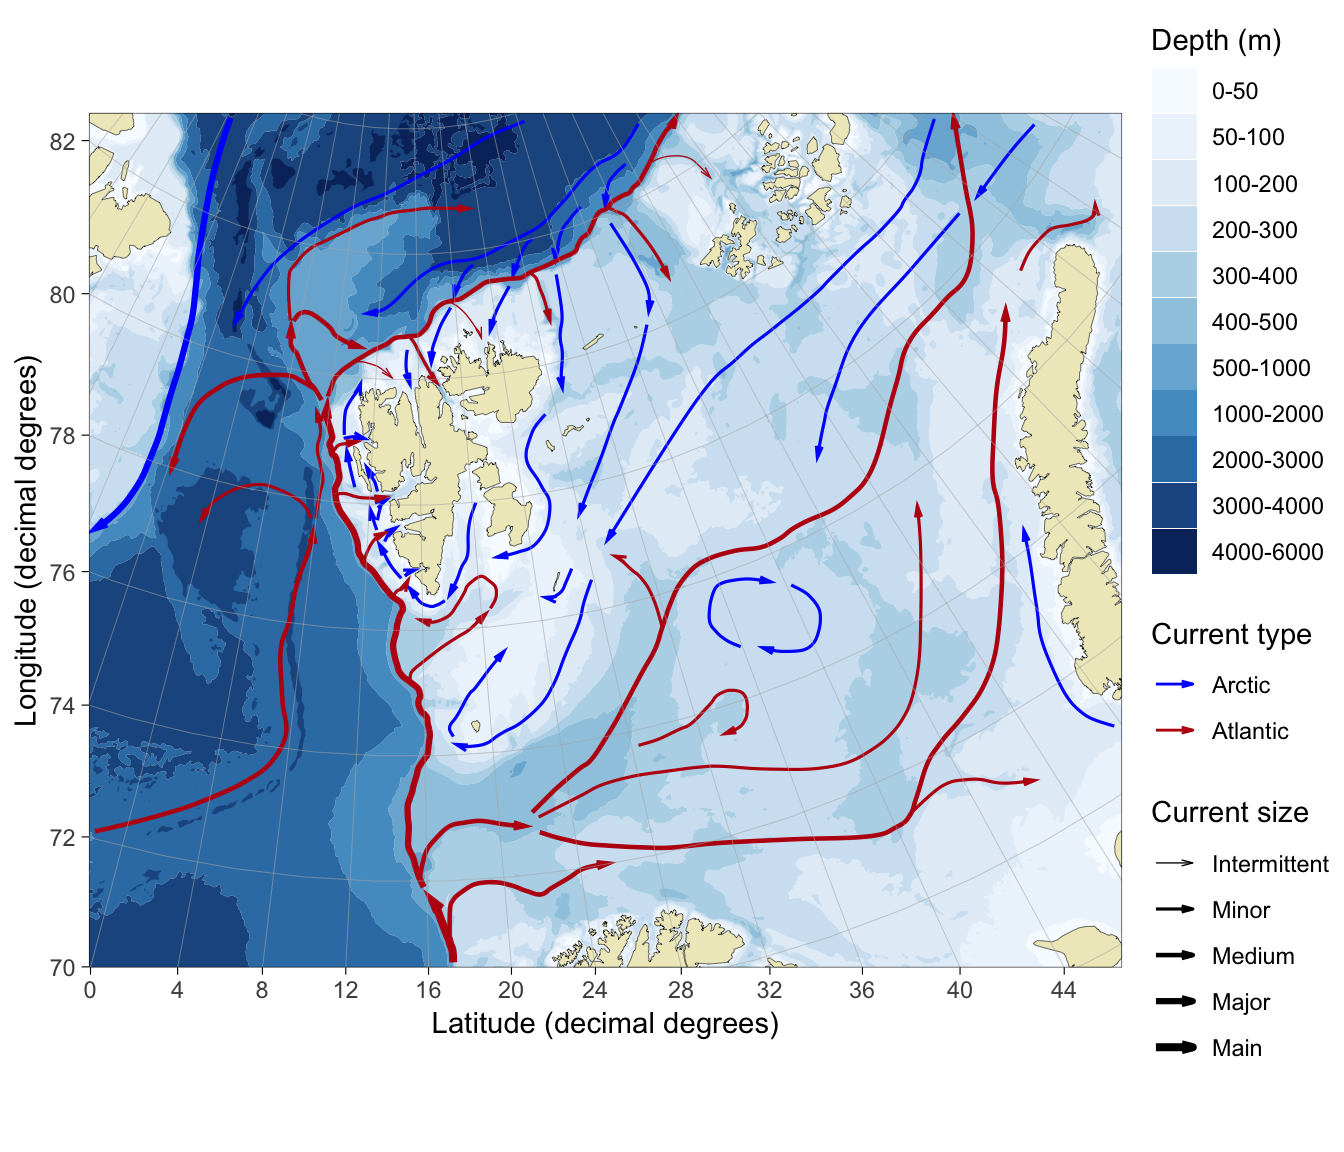 Depth (m)
0-50
50-100
100-200
200-300
300-400
400-500
500-1000
1000-2000
2000-3000
3000-4000
4000-6000
Current type
Arctic
Atlantic
Current size
Intermittent
Minor
Medium
Major
Main
Longitude (decimal degrees)
82
80
78
76
74
72
70
0 4 8 12 16 20 24 28 32 36 40 44
Latitude (decimal degrees)